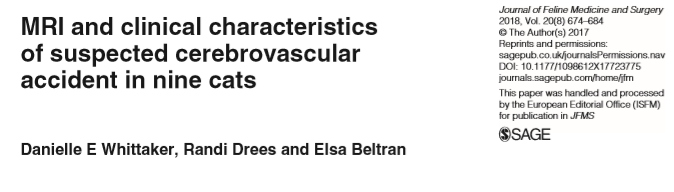 MRI and clinical characteristics
of suspected cerebrovascular
accident in nine cats
Danielle E Whittaker, Randi Drees and Elsa Beltran
Journal of Feline Medicine and Surgery
2018, Vol. 20(8) 674–684
© The Author(s) 2017
Reprints and permissions:
sagepub.co.uk/journalsPermissions.nav
DOI: 10.1177/1098612X17723775
journals.sagepub.com/home/jfm
This paper was handled and processed
by the European Editorial Office (ISFM)
for publication in JFMS
SAGE